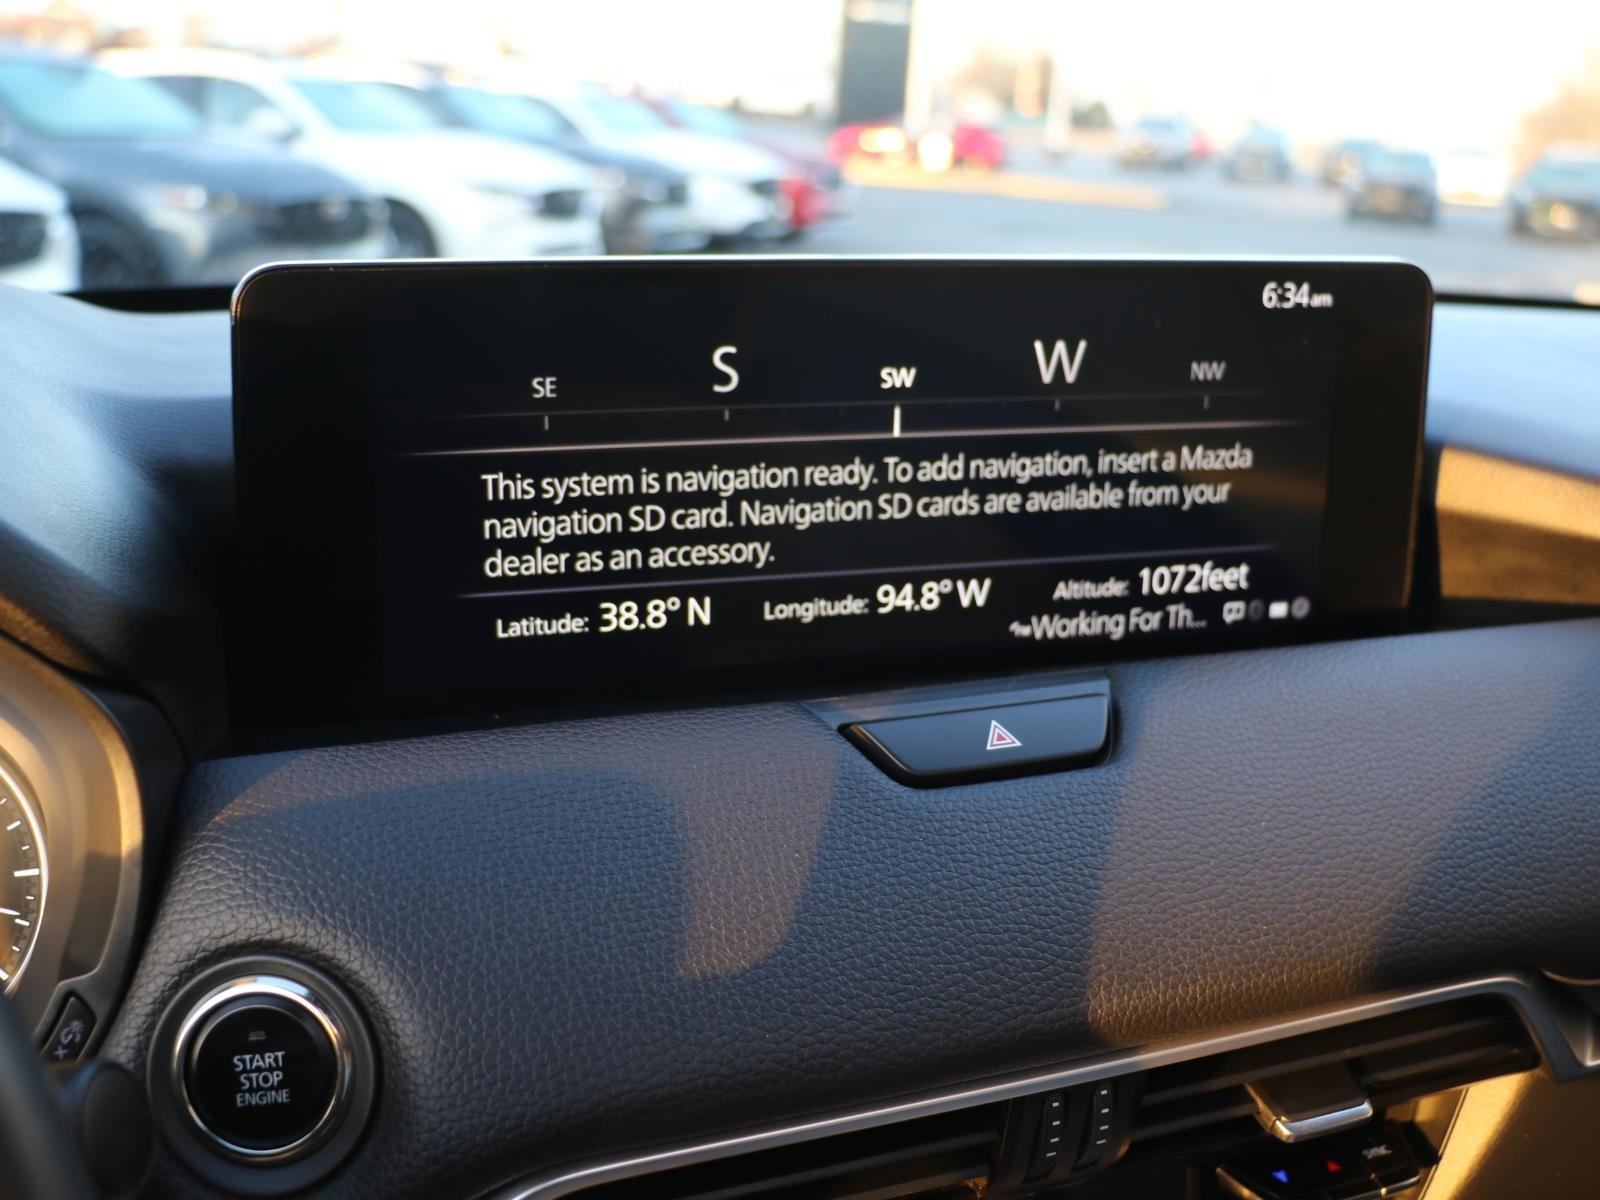 6:34am
SE S SW W NW
This system is navigation ready. To add navigation, insert a Mazda
navigation SD card. Navigation SD cards are available from your
dealer as an accessory.
Latitude: 38.8° N Longitude: 94.8° W Altitude: 1072feet
Working For Th...
START
STOP
ENGINE
SYNC